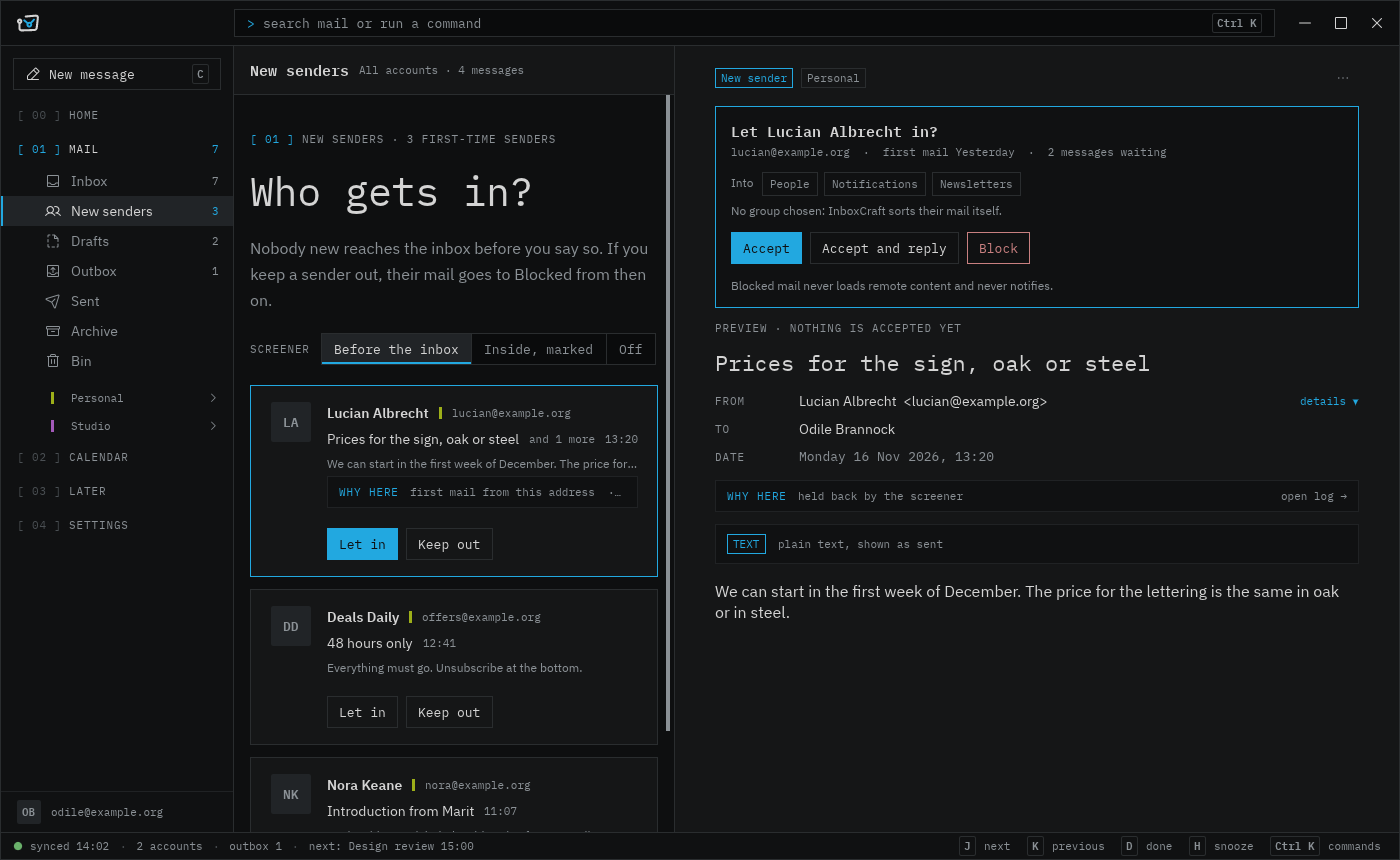 > search mail or run a command Ctrl K
New message C
[ 00 ] HOME
[ 01 ] MAIL 7
Inbox 7
New senders 3
Drafts 2
Outbox 1
Sent
Archive
Bin
Personal
Studio
[ 02 ] CALENDAR
[ 03 ] LATER
[ 04 ] SETTINGS
OB odile@example.org
New senders All accounts · 4 messages
[ 01 ] NEW SENDERS · 3 FIRST-TIME SENDERS
Who gets in?
Nobody new reaches the inbox before you say so. If you
keep a sender out, their mail goes to Blocked from then
on.
SCREENER Before the inbox Inside, marked Off
LA Lucian Albrecht lucian@example.org
Prices for the sign, oak or steel and 1 more 13:20
We can start in the first week of December. The price for…
WHY HERE first mail from this address ·…
Let in Keep out
DD Deals Daily offers@example.org
48 hours only 12:41
Everything must go. Unsubscribe at the bottom.
Let in Keep out
NK Nora Keane nora@example.org
Introduction from Marit 11:07
New sender Personal ···
Let Lucian Albrecht in?
lucian@example.org · first mail Yesterday · 2 messages waiting
Into People Notifications Newsletters
No group chosen: InboxCraft sorts their mail itself.
Accept Accept and reply Block
Blocked mail never loads remote content and never notifies.
PREVIEW · NOTHING IS ACCEPTED YET
Prices for the sign, oak or steel
FROM Lucian Albrecht <lucian@example.org> details ▾
TO Odile Brannock
DATE Monday 16 Nov 2026, 13:20
WHY HERE held back by the screener open log →
TEXT plain text, shown as sent
We can start in the first week of December. The price for the lettering is the same in oak
or in steel.
synced 14:02 · 2 accounts · outbox 1 · next: Design review 15:00
J next K previous D done H snooze Ctrl K commands